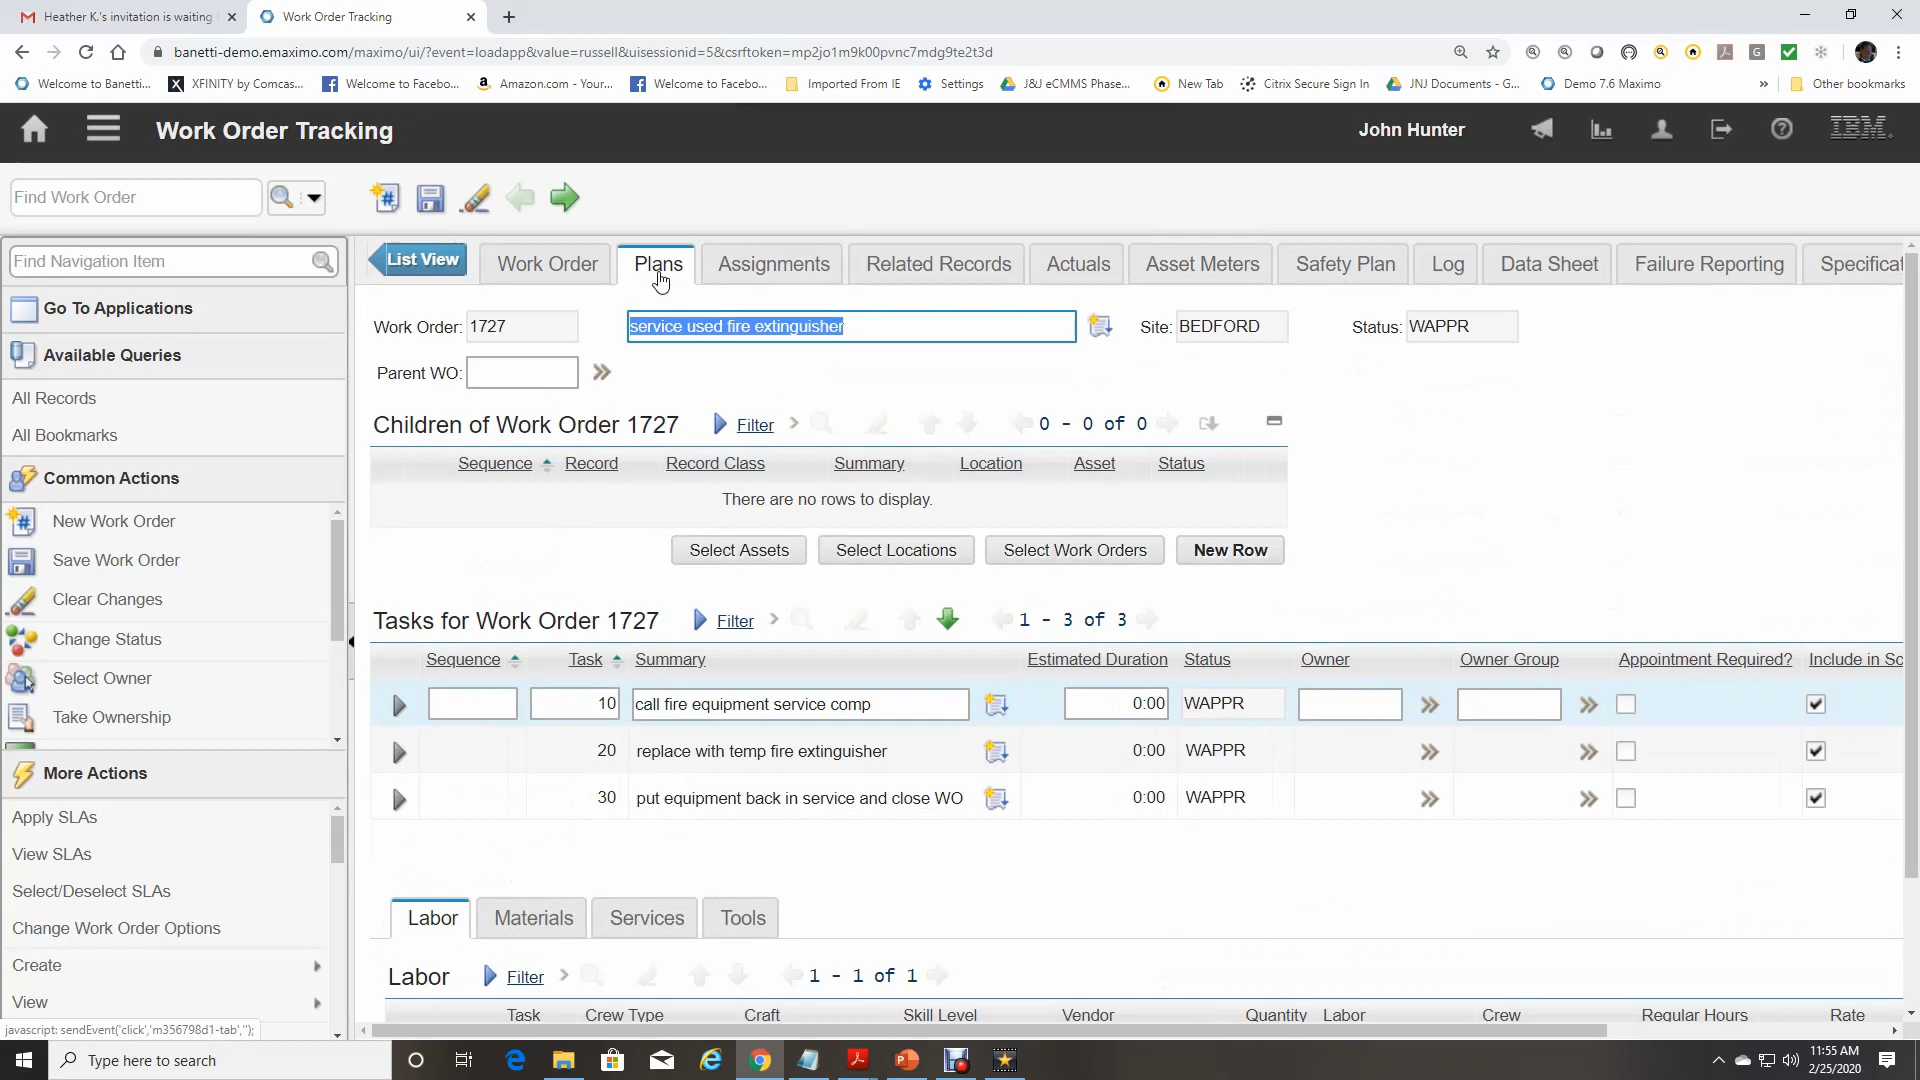 Heather K.'s invitation is waiting
Work Order Tracking
banetti-demo.emaximo.com/maximo/ui/?event=loadapp&value=russell&uisessionid=5&csrftoken=mp2jo1m9k00pvnc7mdg9te2t3d
Welcome to Banetti...
XFINITY by Comcas...
Welcome to Facebo...
Amazon.com - Your...
Welcome to Facebo...
Imported From IE
Settings
J&J eCMMS Phase...
New Tab
Citrix Secure Sign In
JNJ Documents - G...
Demo 7.6 Maximo
»
Other bookmarks
Work Order Tracking
John Hunter
IBM.
Find Work Order
Find Navigation Item
Go To Applications
Available Queries
All Records
All Bookmarks
Common Actions
New Work Order
Save Work Order
Clear Changes
Change Status
Select Owner
Take Ownership
More Actions
Apply SLAs
View SLAs
Select/Deselect SLAs
Change Work Order Options
Create
View
javascript: sendEvent('click','m356798d1-tab','');
List View
Work Order
Plans
Assignments
Related Records
Actuals
Asset Meters
Safety Plan
Log
Data Sheet
Failure Reporting
Specificat
Work Order: 1727
service used fire extinguisher
Site: BEDFORD
Status: WAPPR
Parent WO:
Children of Work Order 1727
Filter
0 - 0 of 0
Sequence Record Record Class Summary Location Asset Status
There are no rows to display.
Select Assets
Select Locations
Select Work Orders
New Row
Tasks for Work Order 1727
Filter
1 - 3 of 3
Sequence Task Summary Estimated Duration Status Owner Owner Group Appointment Required? Include in Sc
10 call fire equipment service comp 0:00 WAPPR
20 replace with temp fire extinguisher 0:00 WAPPR
30 put equipment back in service and close WO 0:00 WAPPR
Labor
Materials
Services
Tools
Labor
Filter
1 - 1 of 1
Task Crew Type Craft Skill Level Vendor Quantity Labor Crew Regular Hours Rate
Type here to search
11:55 AM
2/25/2020